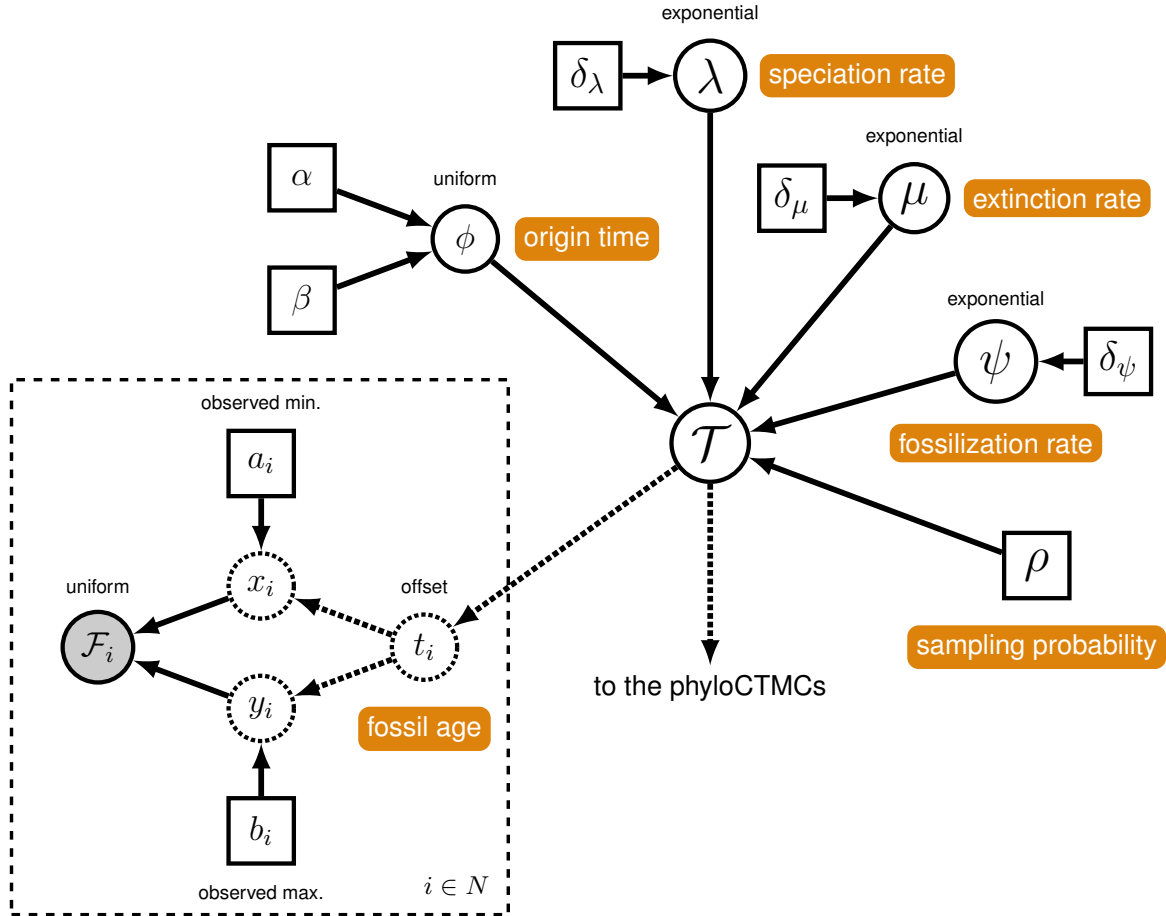 exponential
δ_λ
λ
speciation rate
exponential
α
uniform
δ_μ
μ
extinction rate
ϕ
origin time
β
exponential
ψ
δ_ψ
observed min.
𝒯
fossilization rate
a_i
ρ
uniform
x_i
offset
ℱ_i
t_i
sampling probability
to the phyloCTMCs
y_i
fossil age
b_i
observed max.
i ∈ N